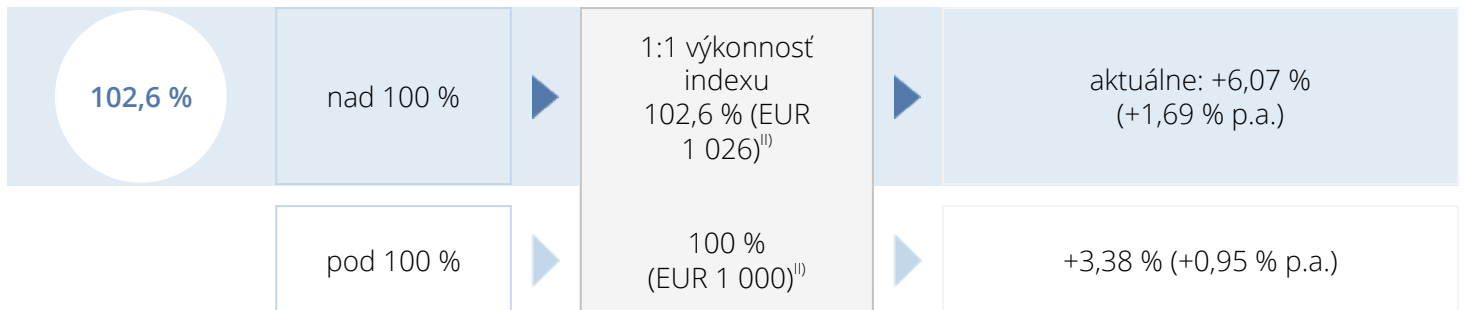 102,6 %
nad 100 %
1:1 výkonnosť
indexu
102,6 % (EUR
1 026)II)
aktuálne: +6,07 %
(+1,69 % p.a.)
pod 100 %
100 %
(EUR 1 000)II)
+3,38 % (+0,95 % p.a.)